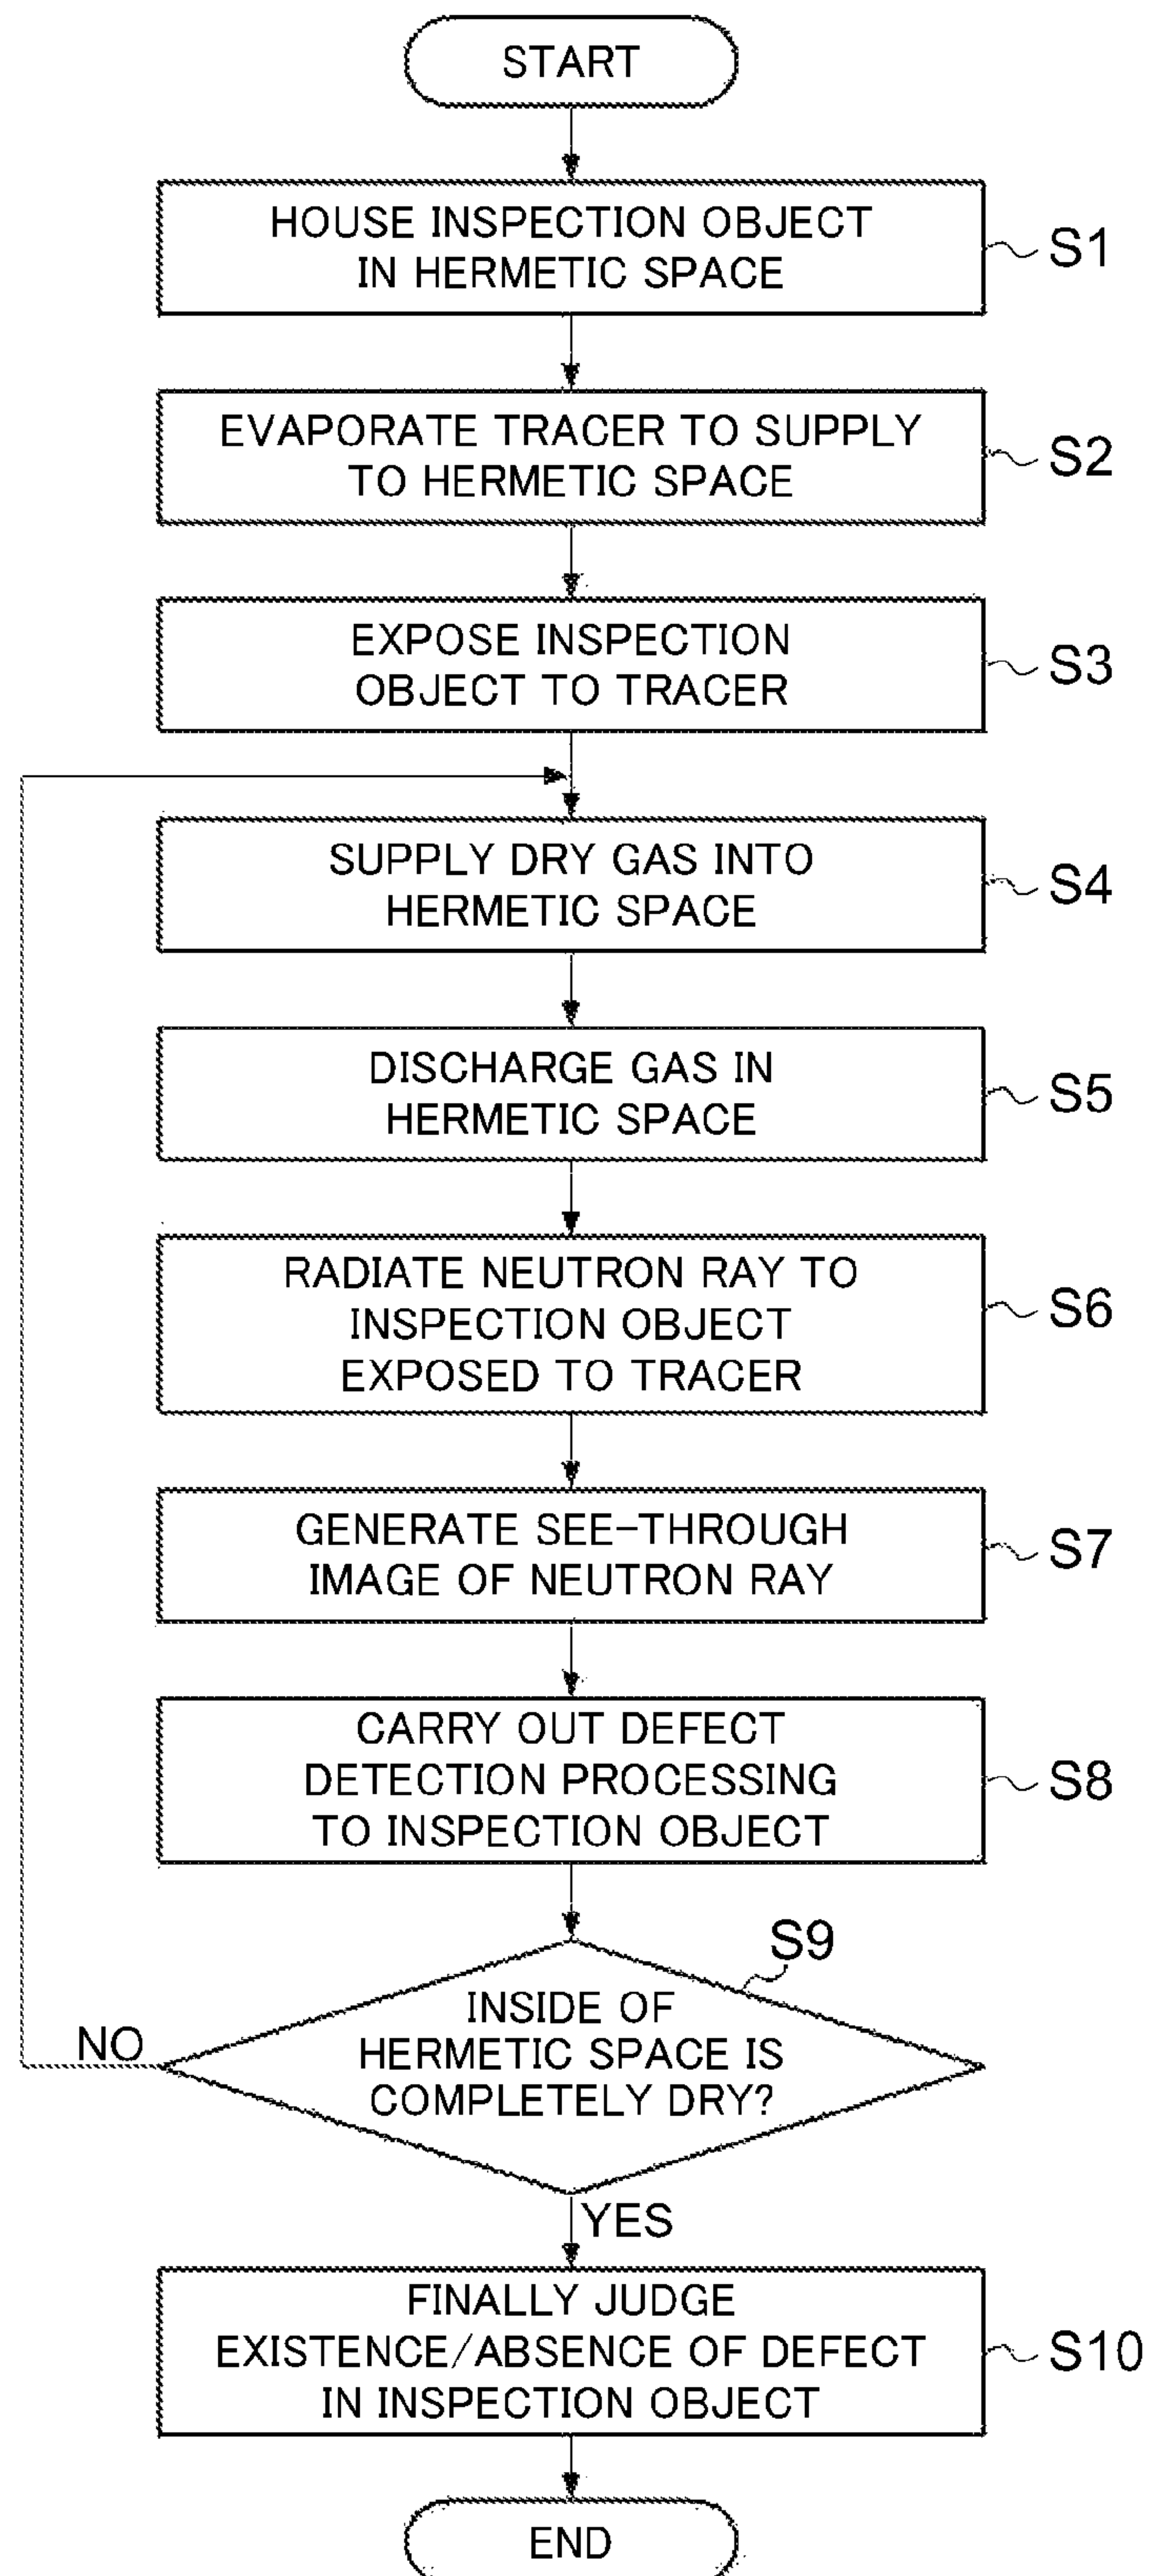 START
HOUSE INSPECTION OBJECT
IN HERMETIC SPACE
S1
EVAPORATE TRACER TO SUPPLY
TO HERMETIC SPACE
S2
EXPOSE INSPECTION
OBJECT TO TRACER
S3
SUPPLY DRY GAS INTO
HERMETIC SPACE
S4
DISCHARGE GAS IN
HERMETIC SPACE
S5
RADIATE NEUTRON RAY TO
INSPECTION OBJECT
EXPOSED TO TRACER
S6
GENERATE SEE-THROUGH
IMAGE OF NEUTRON RAY
S7
CARRY OUT DEFECT
DETECTION PROCESSING
TO INSPECTION OBJECT
S8
S9
INSIDE OF
HERMETIC SPACE IS
COMPLETELY DRY?
NO
YES
FINALLY JUDGE
EXISTENCE/ABSENCE OF DEFECT
IN INSPECTION OBJECT
S10
END